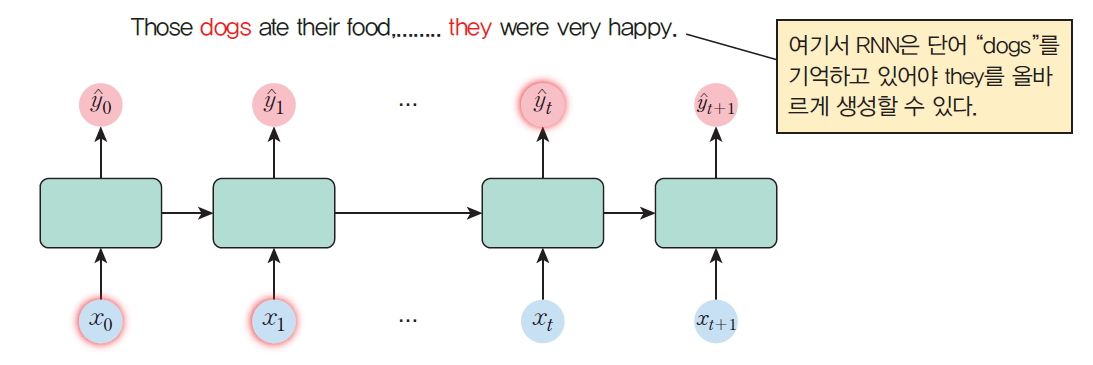 Those dogs ate their food,........ they were very happy.
여기서 RNN은 단어 “dogs”를
기억하고 있어야 they를 올바
르게 생성할 수 있다.
ŷ₀ ŷ₁ ... ŷₜ ŷₜ₊₁
x₀ x₁ ... xₜ xₜ₊₁